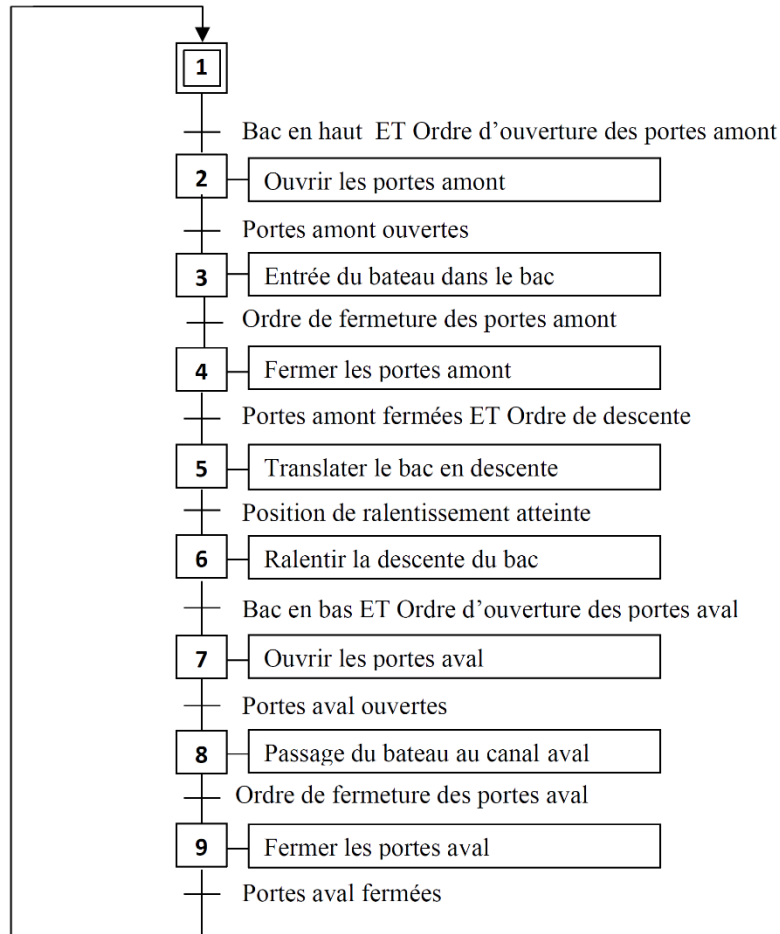 1
Bac en haut ET Ordre d’ouverture des portes amont
2 Ouvrir les portes amont
Portes amont ouvertes
3 Entrée du bateau dans le bac
Ordre de fermeture des portes amont
4 Fermer les portes amont
Portes amont fermées ET Ordre de descente
5 Translater le bac en descente
Position de ralentissement atteinte
6 Ralentir la descente du bac
Bac en bas ET Ordre d’ouverture des portes aval
7 Ouvrir les portes aval
Portes aval ouvertes
8 Passage du bateau au canal aval
Ordre de fermeture des portes aval
9 Fermer les portes aval
Portes aval fermées